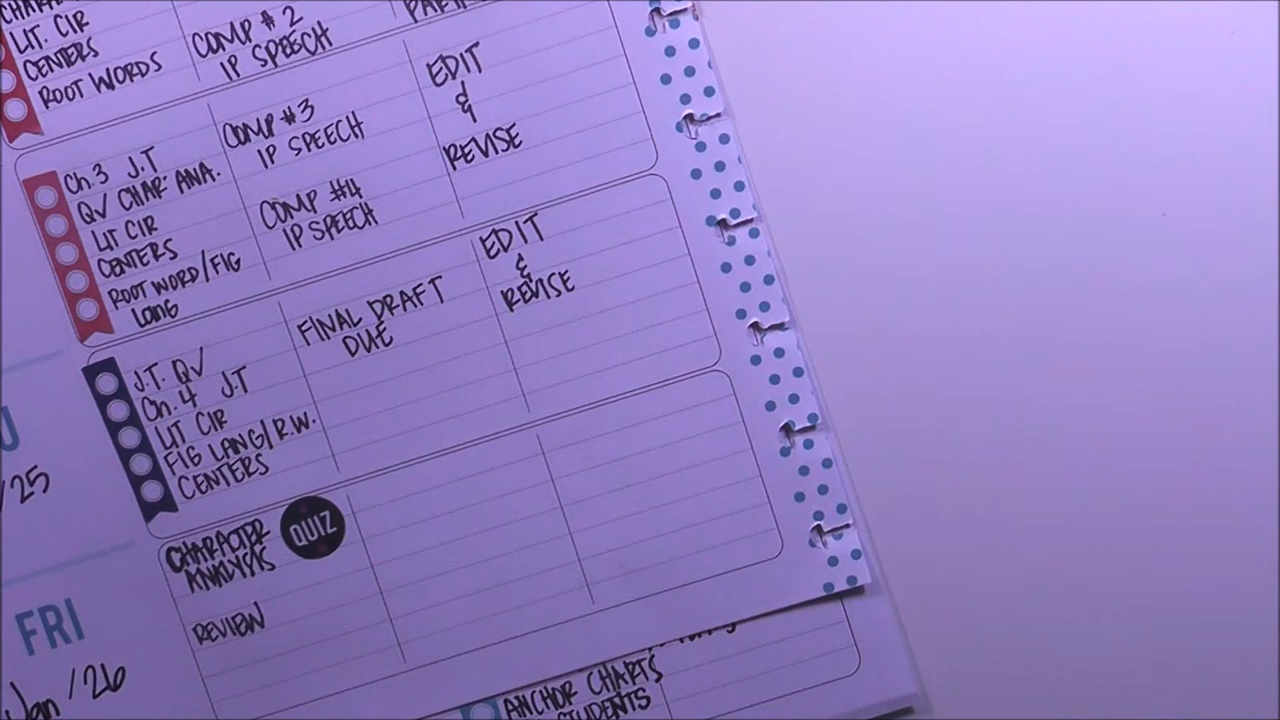 LIT. CIR
CENTERS
ROOT WORDS
COMP # 2
IP SPEECH
Ch. 3 J.T
QV CHAR ANA.
LIT CIR
CENTERS
ROOT WORD/FIG
LANG
COMP #3
IP SPEECH
COMP #4
IP SPEECH
EDIT
&
REVISE
J.T. QV
Ch. 4 J.T
LIT CIR
FIG LANG/R.W.
CENTERS
FINAL DRAFT
DUE
EDIT
&
REVISE
U
/25
CHARACTER
ANALYSIS
QUIZ
REVIEW
FRI
Jan /26
ANCHOR CHARTS
STUDENTS